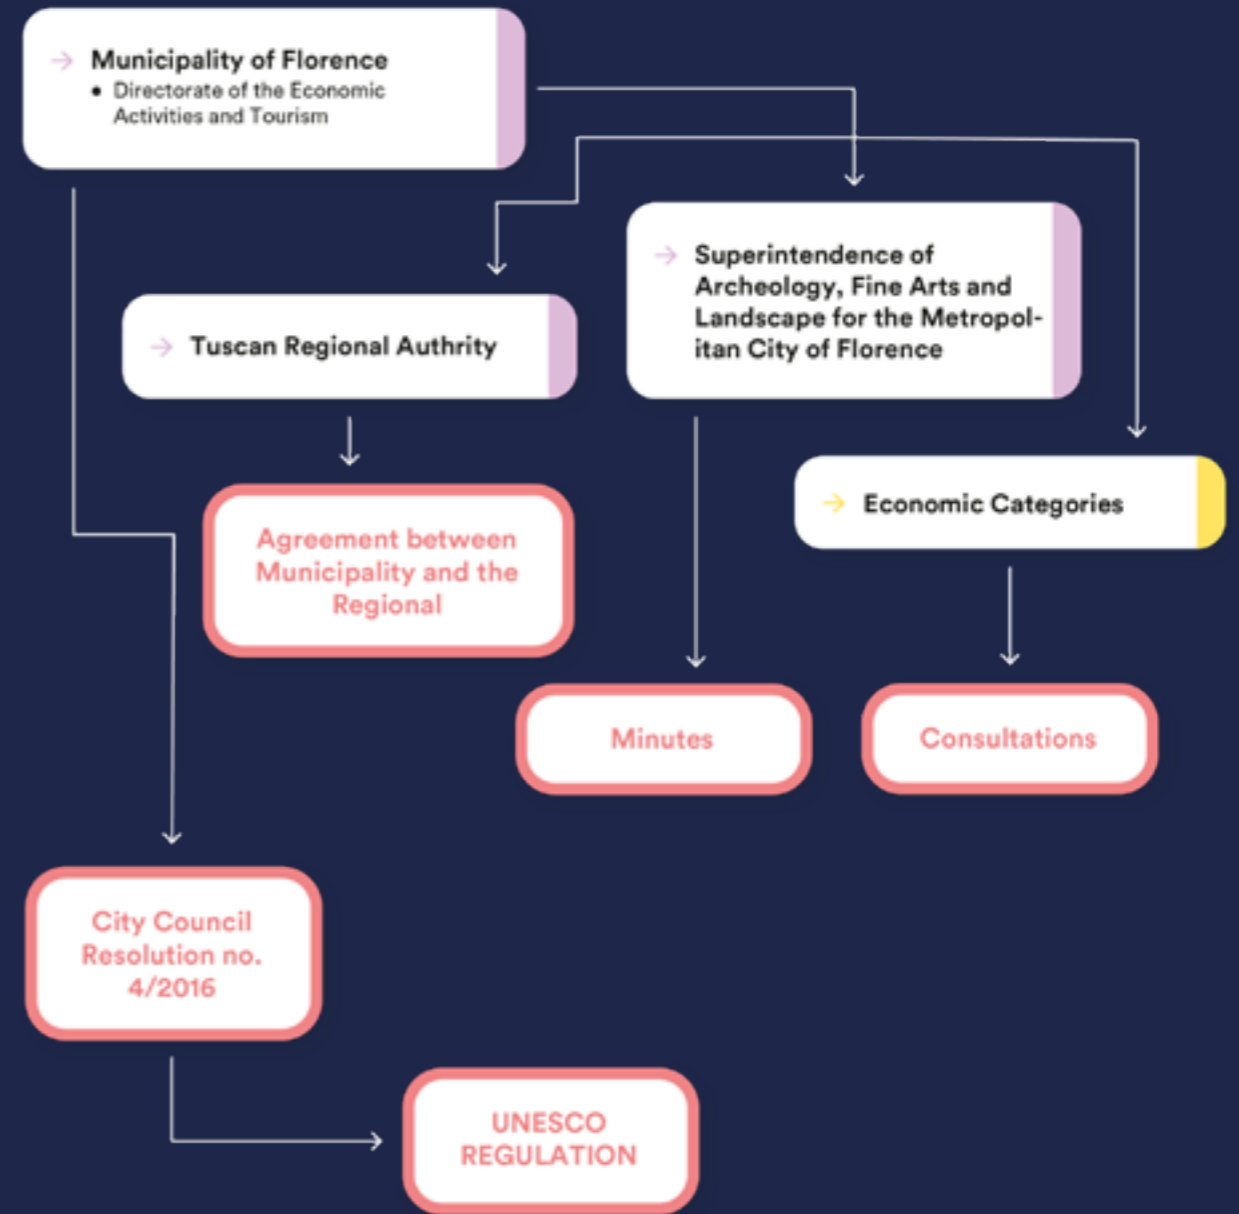 Municipality of Florence
• Directorate of the Economic
Activities and Tourism
Superintendence of
Archeology, Fine Arts and
Landscape for the Metropol-
itan City of Florence
Tuscan Regional Authrity
Economic Categories
Agreement between
Municipality and the
Regional
Minutes
Consultations
City Council
Resolution no.
4/2016
UNESCO
REGULATION